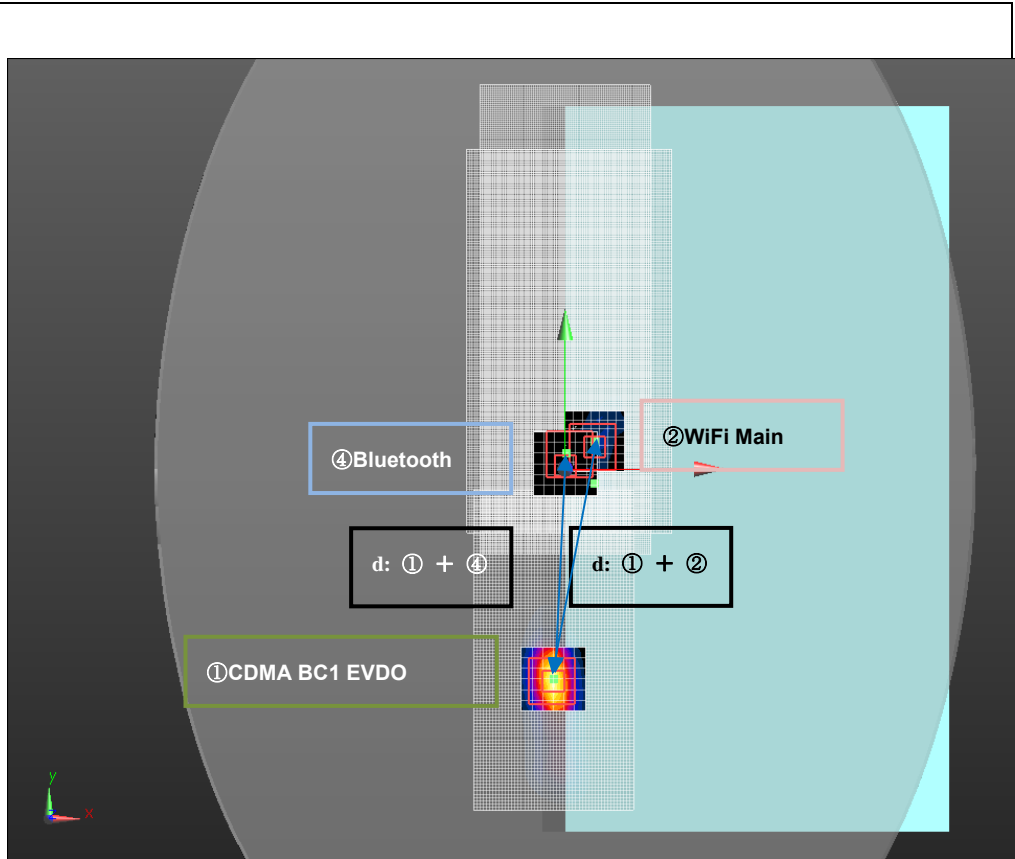 ②WiFi Main
④Bluetooth
d: ① + ④
d: ① + ②
①CDMA BC1 EVDO
y
x